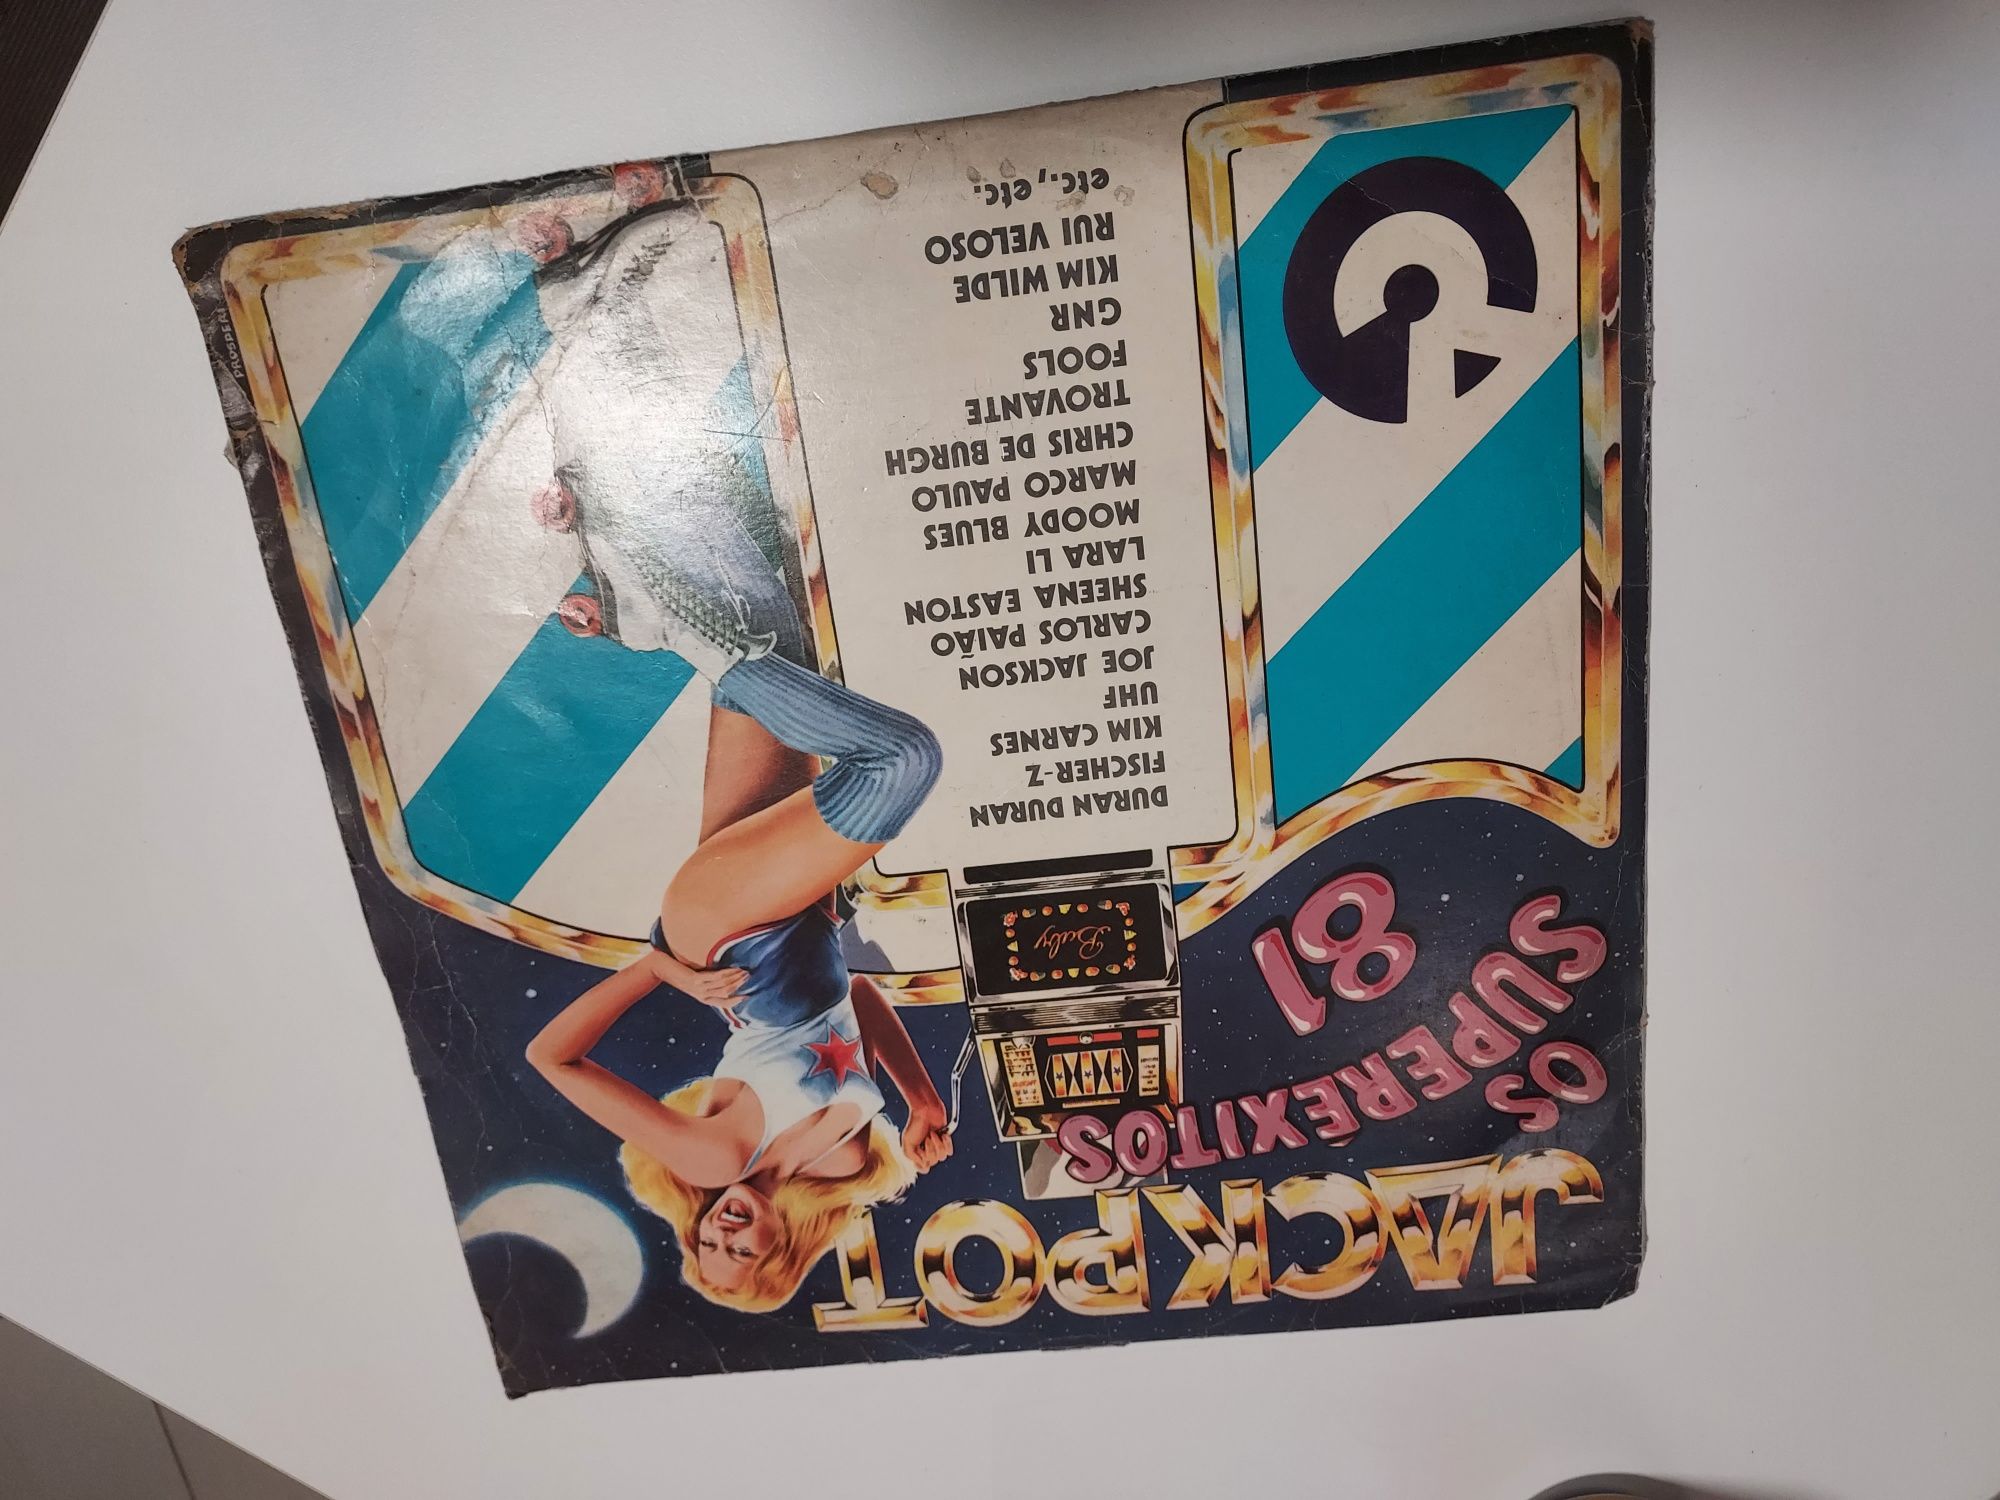 JACKPOT
OS
SUPERÊXITOS
81
Baby
DURAN DURAN
FISCHER-Z
KIM CARNES
UHF
JOE JACKSON
CARLOS PAIÃO
SHEENA EASTON
LARA LI
MOODY BLUES
MARCO PAULO
CHRIS DE BURGH
TROVANTE
FOOLS
GNR
KIM WILDE
RUI VELOSO
etc., etc.
PROSPERI